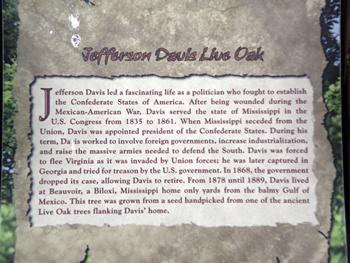 Jefferson Davis Live Oak
Jefferson Davis led a fascinating life as a politician who fought to establish
the Confederate States of America. After being wounded during the
Mexican-American War, Davis served the state of Mississippi in the
U.S. Congress from 1835 to 1861. When Mississippi seceded from the
Union, Davis was appointed president of the Confederate States. During his
term, Da is worked to involve foreign governments, increase industrialization,
and raise the massive armies needed to defend the South. Davis was forced
to flee Virginia as it was invaded by Union forces; he was later captured in
Georgia and tried for treason by the U.S. government. In 1868, the government
dropped its case, allowing Davis to retire. From 1878 until 1889, Davis lived
at Beauvoir, a Biloxi, Mississippi home only yards from the balmy Gulf of
Mexico. This tree was grown from a seed handpicked from one of the ancient
Live Oak trees flanking Davis' home.